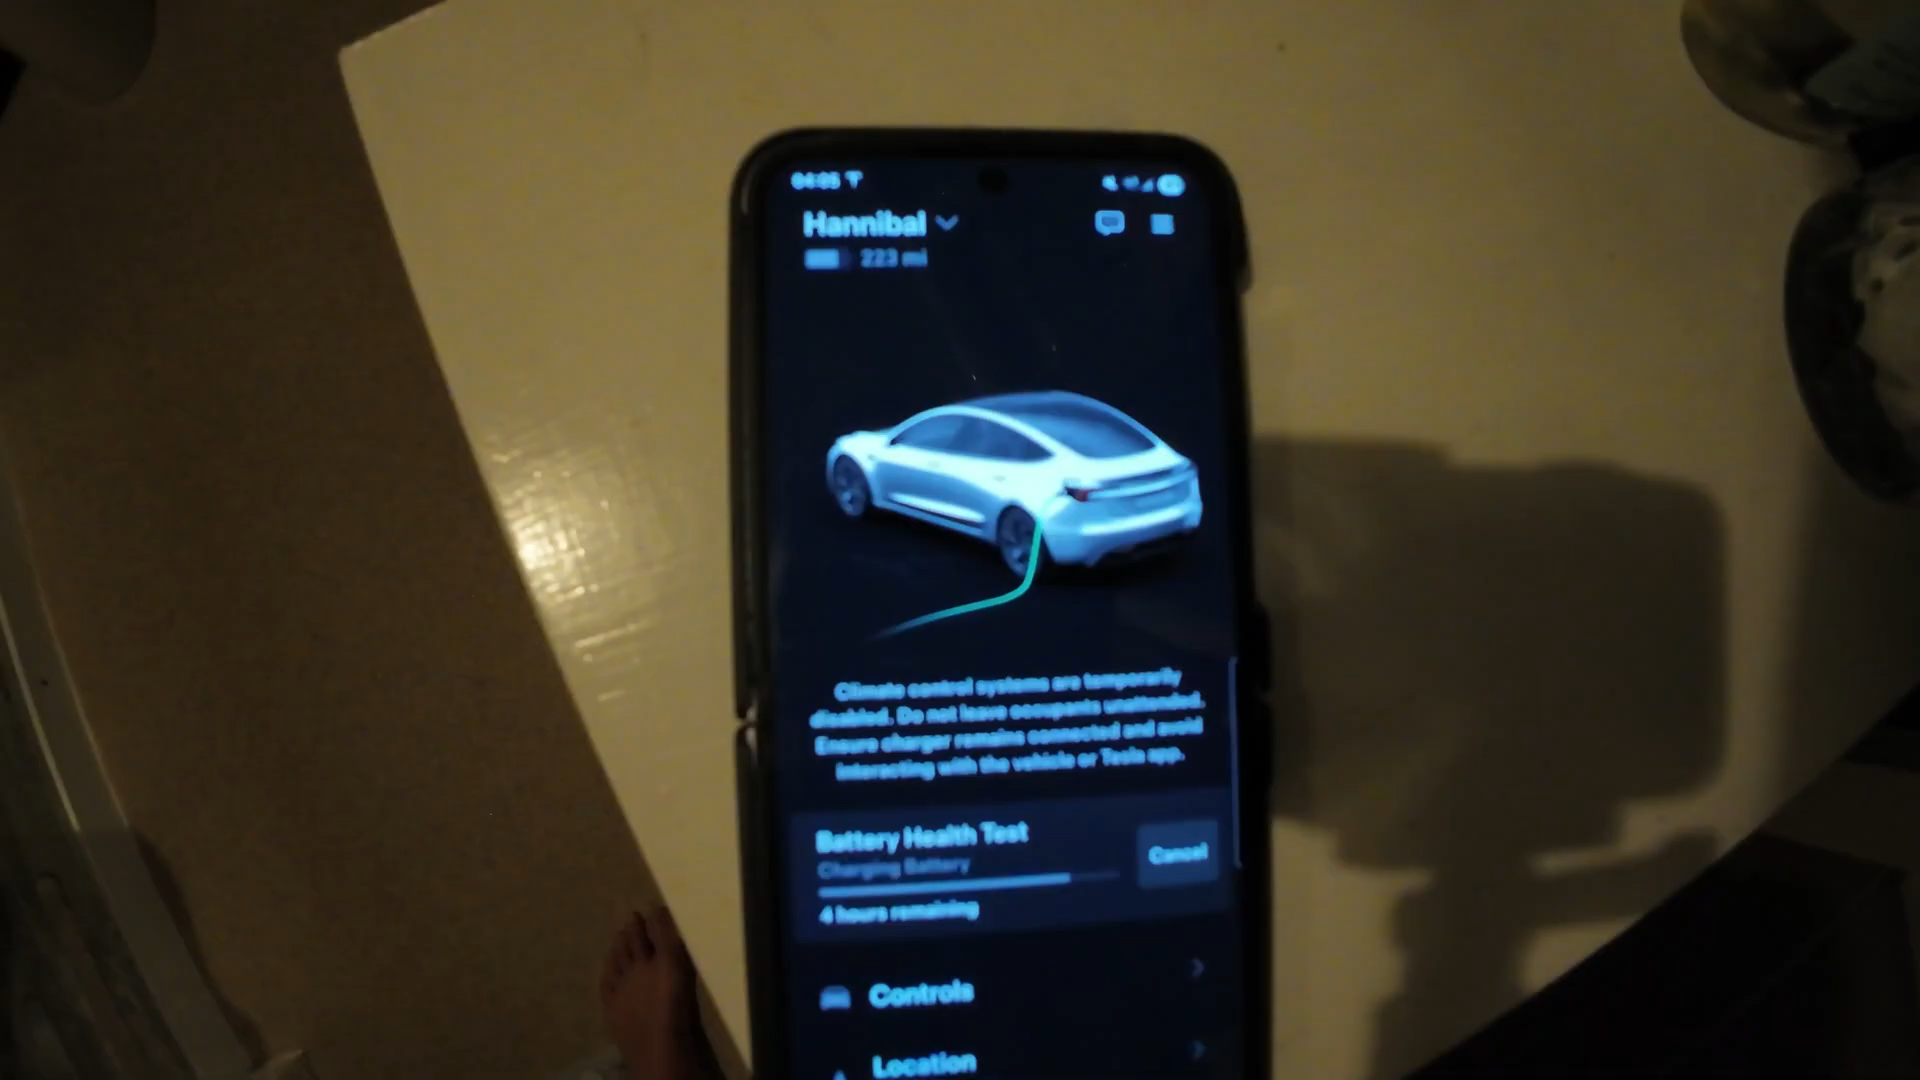 04:05
Hannibal
223 mi
Climate control systems are temporarily
disabled. Do not leave occupants unattended.
Ensure charger remains connected and avoid
interacting with the vehicle or Tesla app.
Battery Health Test
Charging Battery
Cancel
4 hours remaining
Controls
Location